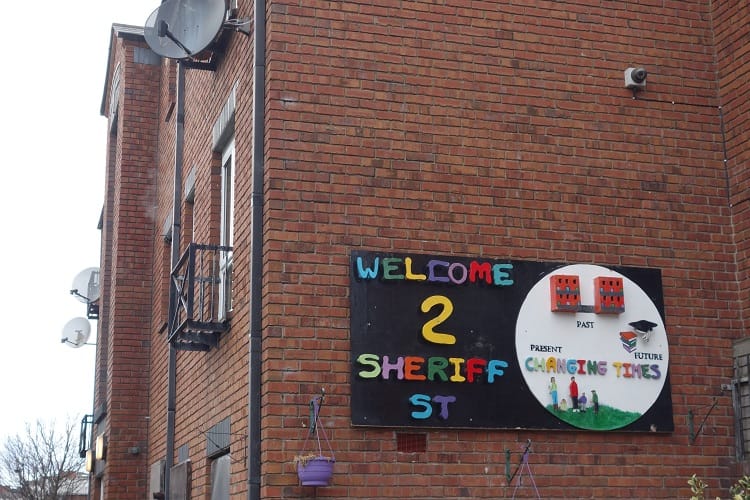 WELCOME
2
SHERIFF
ST
PAST
PRESENT
FUTURE
CHANGING TIMES